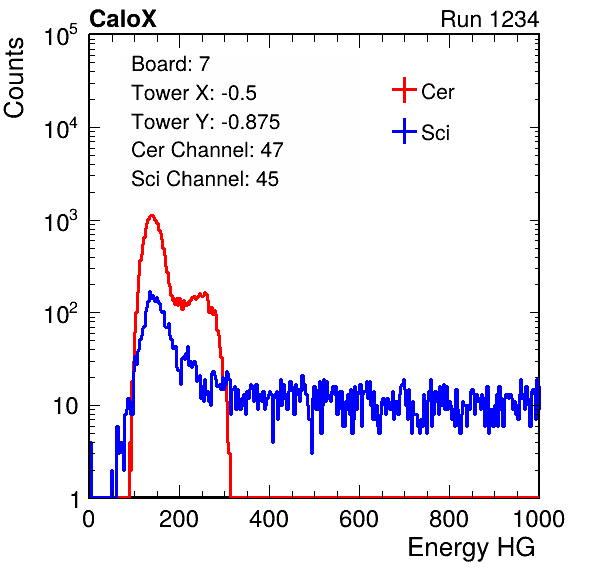 CaloX Run 1234
Counts
10^5
10^4
10^3
10^2
10
1
Board: 7
Tower X: -0.5
Tower Y: -0.875
Cer Channel: 47
Sci Channel: 45
Cer
Sci
0 200 400 600 800 1000
Energy HG